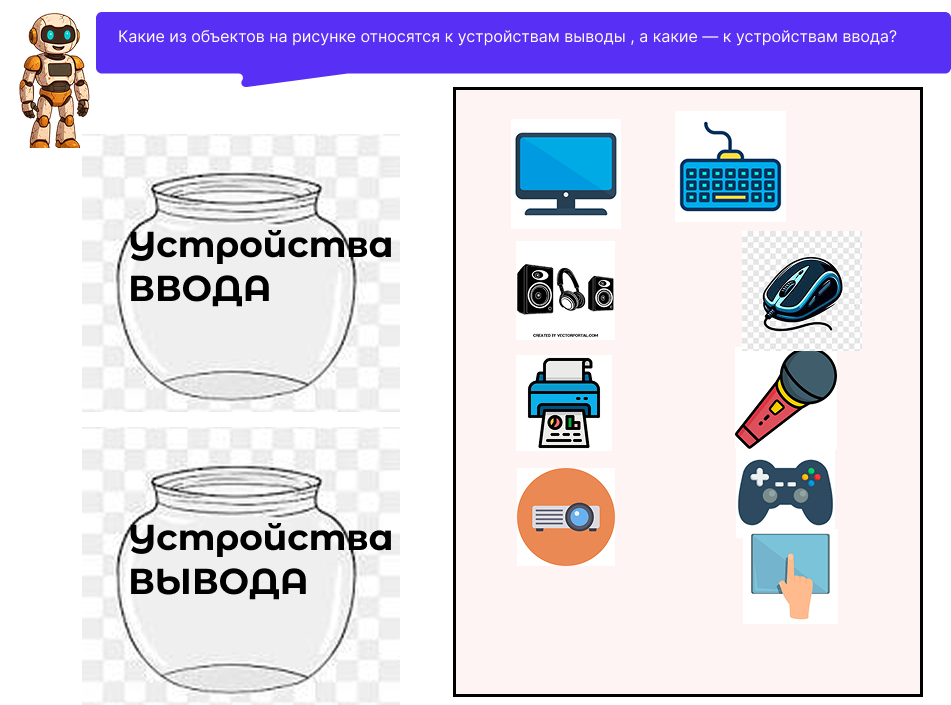 Какие из объектов на рисунке относятся к устройствам выводы , а какие — к устройствам ввода?
Устройства
ВВОДА
CREATED BY VECTORPORTAL.COM
Устройства
ВЫВОДА